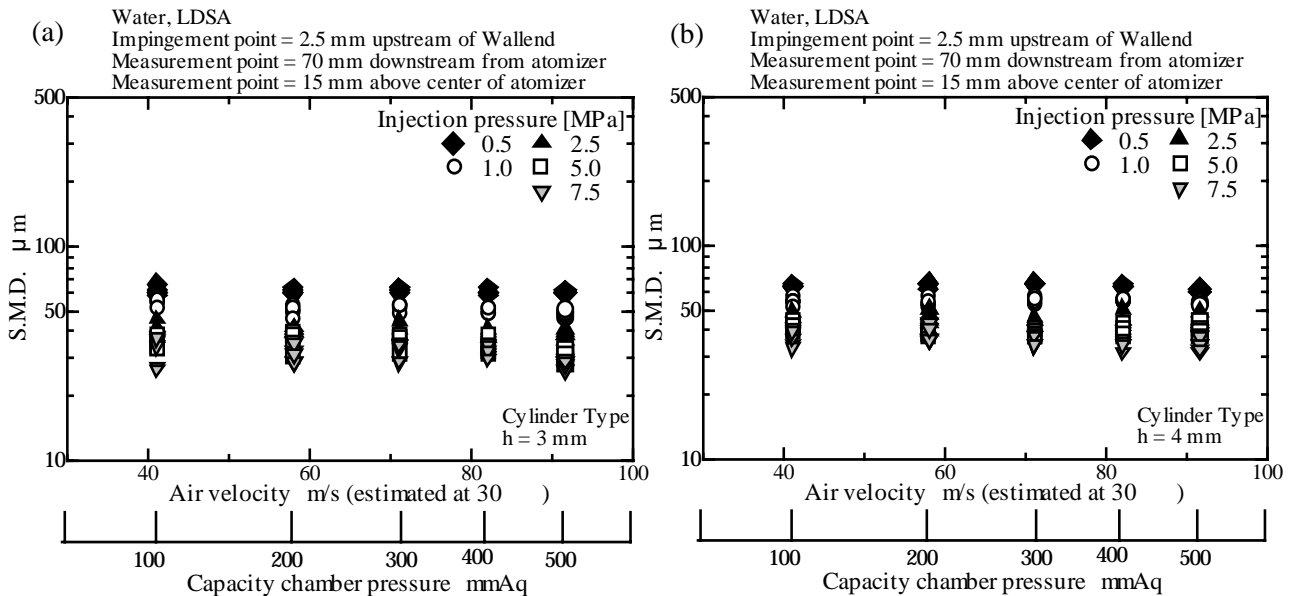 (a)
Water, LDSA
Impingement point = 2.5 mm upstream of Wallend
Measurement point = 70 mm downstream from atomizer
Measurement point = 15 mm above center of atomizer
500
Injection pressure [MPa]
0.5 2.5
1.0 5.0
7.5
S.M.D. μm
100
50
Cylinder Type
h = 3 mm
10
40 60 80 100
Air velocity m/s (estimated at 30 )
100 200 300 400 500
Capacity chamber pressure mmAq
(b)
Water, LDSA
Impingement point = 2.5 mm upstream of Wallend
Measurement point = 70 mm downstream from atomizer
Measurement point = 15 mm above center of atomizer
500
Injection pressure [MPa]
0.5 2.5
1.0 5.0
7.5
S.M.D. μm
100
50
Cylinder Type
h = 4 mm
10
40 60 80 100
Air velocity m/s (estimated at 30 )
100 200 300 400 500
Capacity chamber pressure mmAq